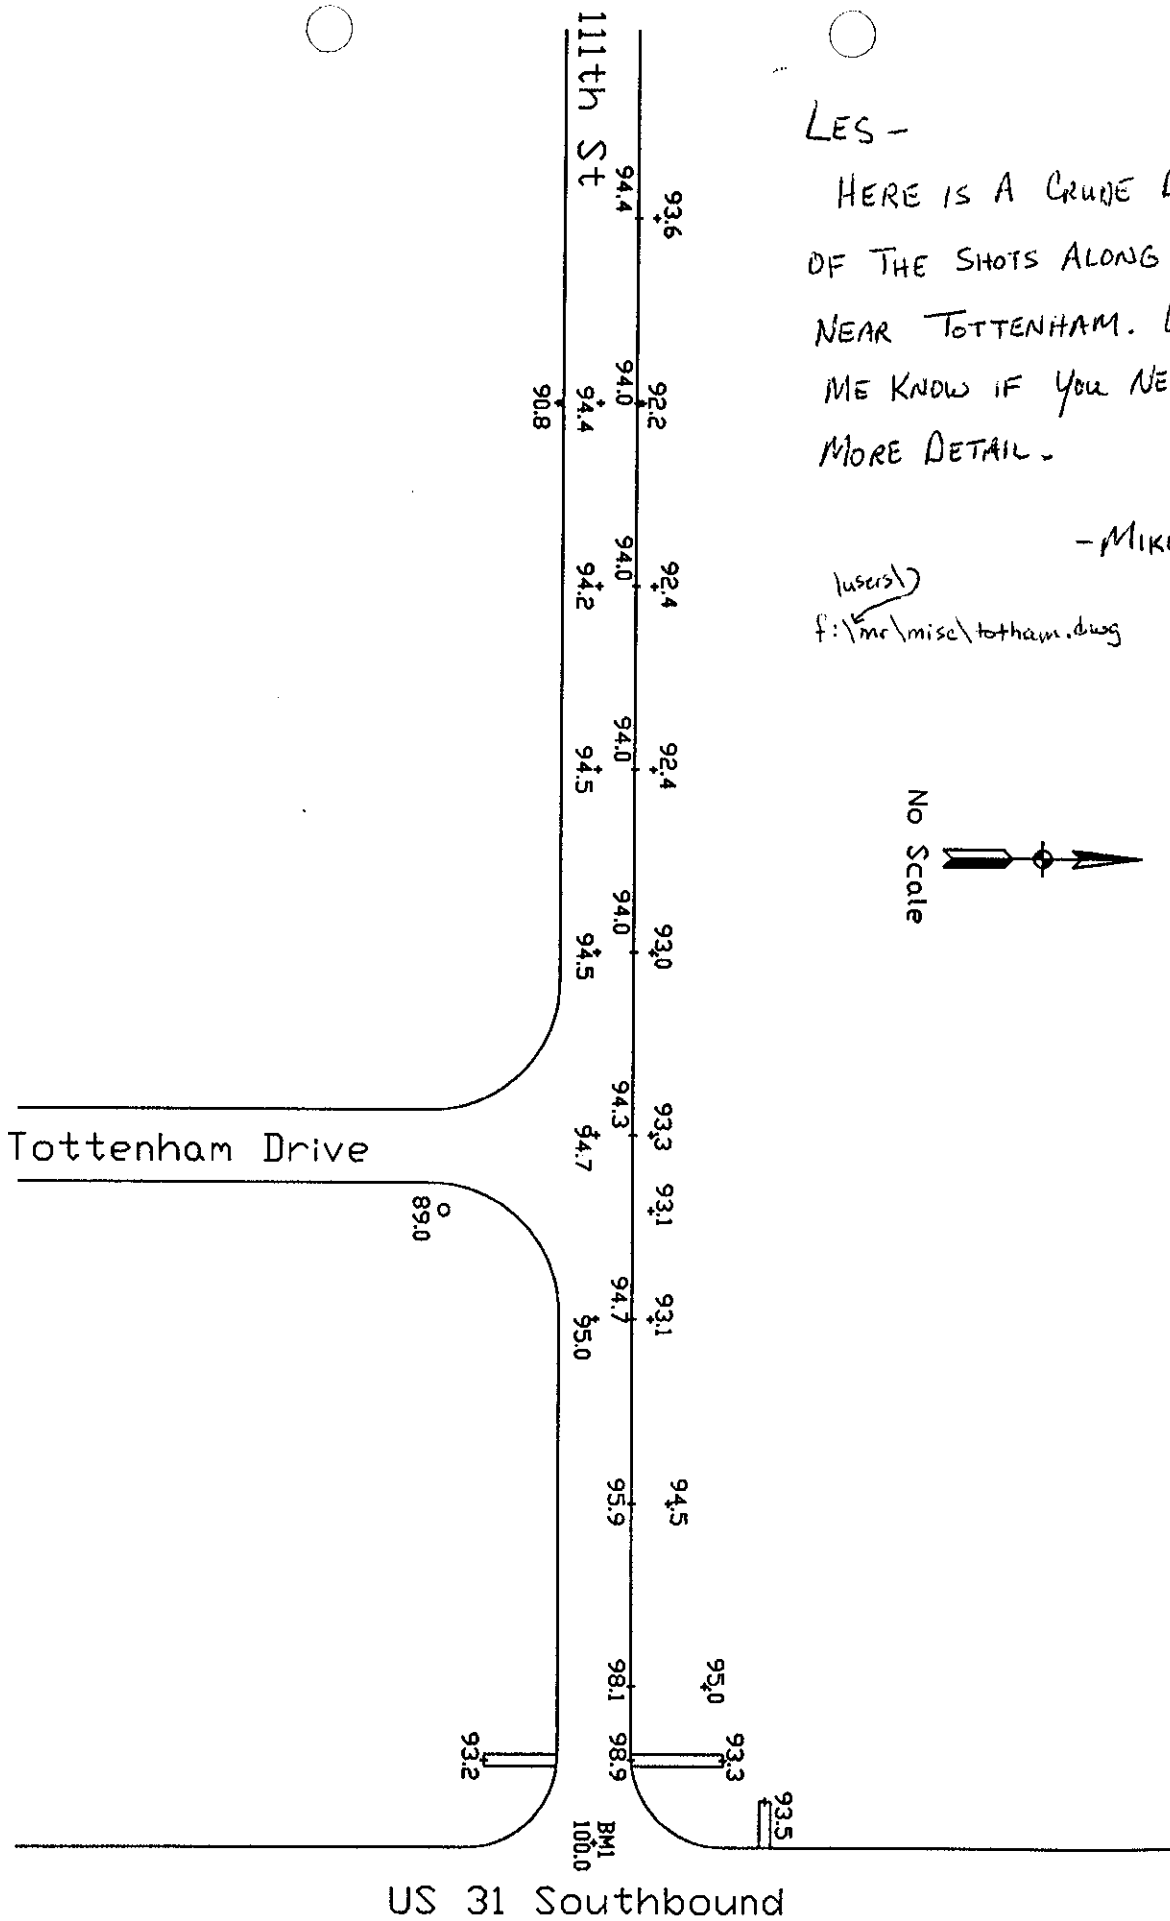 LES -
HERE IS A CRUDE
OF THE SHOTS ALONG
NEAR TOTTENHAM.
ME KNOW IF YOU
MORE DETAIL.
- MIK
\users\
f:\mr\misc\totham.dwg
No Scale
111th St
94.4 93.6
90.8 94.4 94.0 92.2
94.2 94.0 92.4
94.5 94.0 92.4
94.5 94.0 93.0
94.7 94.3 93.3
Tottenham Drive
89.0
93.1
95.0 94.7 93.1
95.9 94.5
98.1 95.0
93.2 98.9 93.3
93.5
BM1
100.0
US 31 Southbound